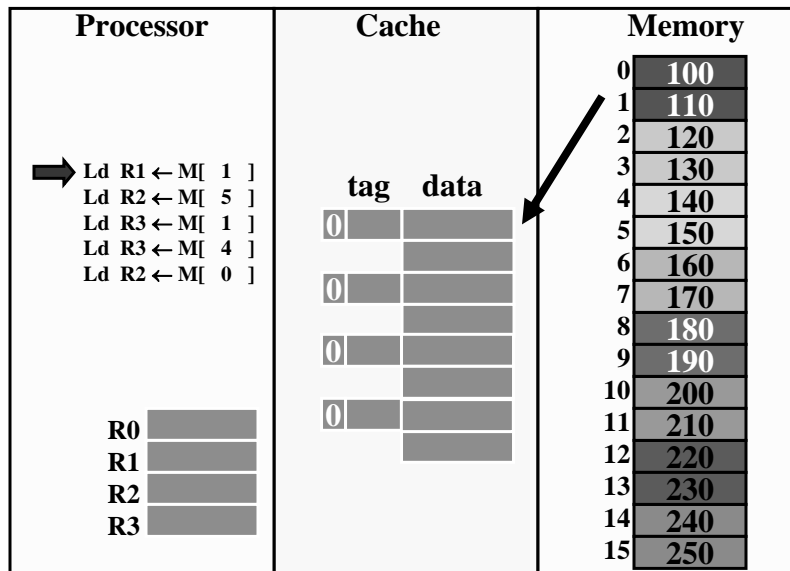 Processor
Ld R1 ← M[ 1 ]
Ld R2 ← M[ 5 ]
Ld R3 ← M[ 1 ]
Ld R3 ← M[ 4 ]
Ld R2 ← M[ 0 ]
R0
R1
R2
R3
Cache
tag data
0
0
0
0
Memory
0 100
1 110
2 120
3 130
4 140
5 150
6 160
7 170
8 180
9 190
10 200
11 210
12 220
13 230
14 240
15 250